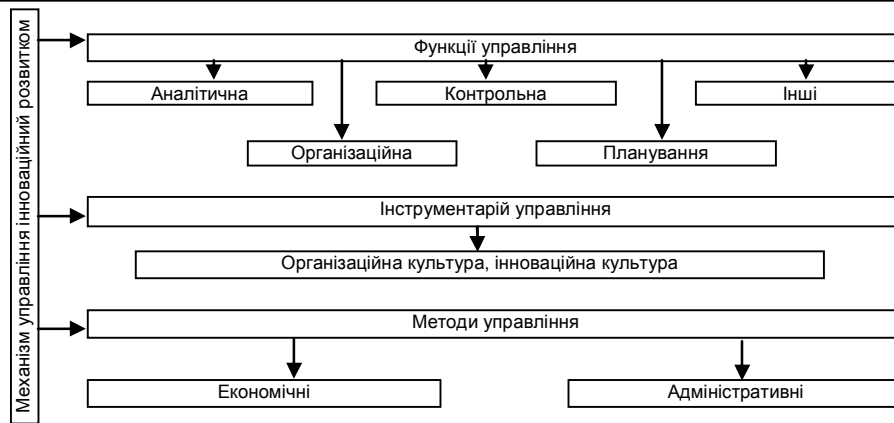 Механізм управління інноваційний розвитком
Функції управління
Аналітична
Контрольна
Інші
Організаційна
Планування
Інструментарій управління
Організаційна культура, інноваційна культура
Методи управління
Економічні
Адміністративні